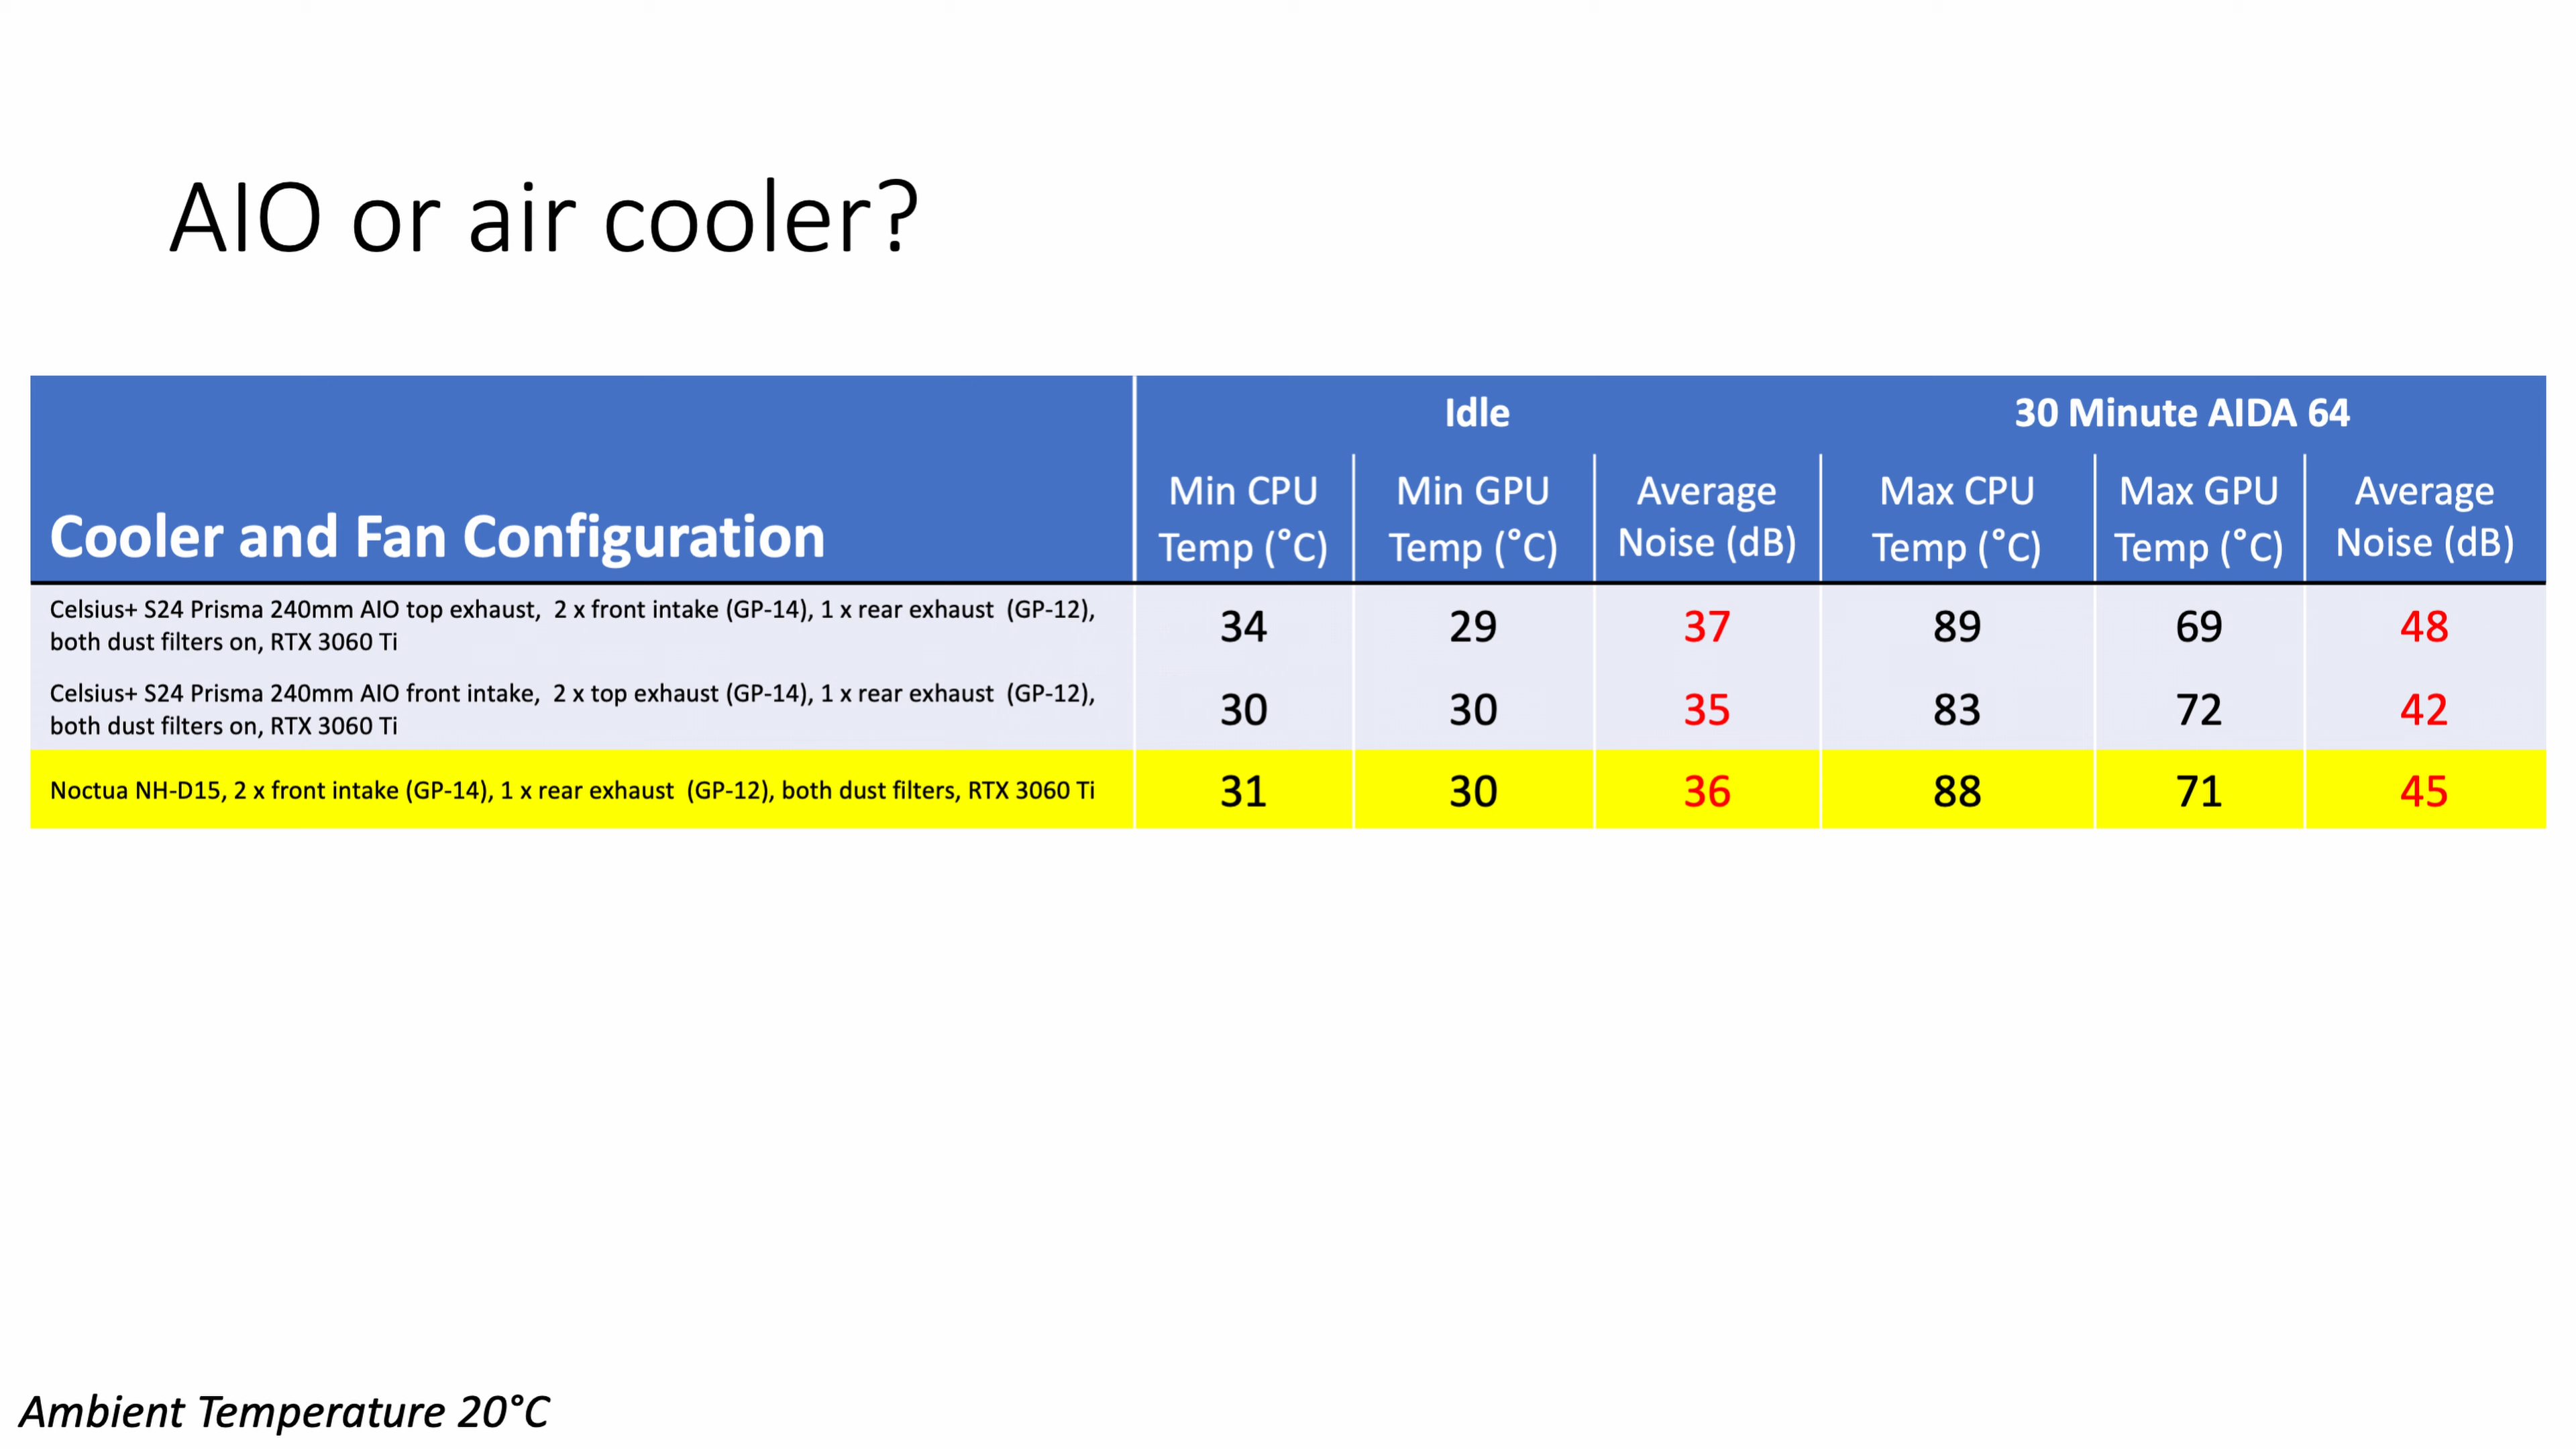 AIO or air cooler?
Idle
30 Minute AIDA 64
Cooler and Fan Configuration
Min CPU Temp (°C)
Min GPU Temp (°C)
Average Noise (dB)
Max CPU Temp (°C)
Max GPU Temp (°C)
Average Noise (dB)
Celsius+ S24 Prisma 240mm AIO top exhaust, 2 x front intake (GP-14), 1 x rear exhaust (GP-12),
both dust filters on, RTX 3060 Ti
34 29 37 89 69 48
Celsius+ S24 Prisma 240mm AIO front intake, 2 x top exhaust (GP-14), 1 x rear exhaust (GP-12),
both dust filters on, RTX 3060 Ti
30 30 35 83 72 42
Noctua NH-D15, 2 x front intake (GP-14), 1 x rear exhaust (GP-12), both dust filters, RTX 3060 Ti
31 30 36 88 71 45
Ambient Temperature 20°C